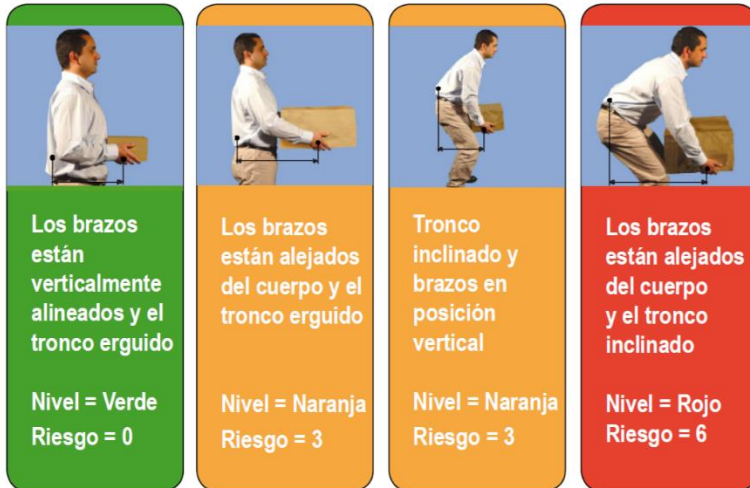 Los brazos
están
verticalmente
alineados y el
tronco erguido
Nivel = Verde
Riesgo = 0
Los brazos
están alejados
del cuerpo y el
tronco erguido
Nivel = Naranja
Riesgo = 3
Tronco
inclinado y
brazos en
posición
vertical
Nivel = Naranja
Riesgo = 3
Los brazos
están alejados
del cuerpo
y el tronco
inclinado
Nivel = Rojo
Riesgo = 6